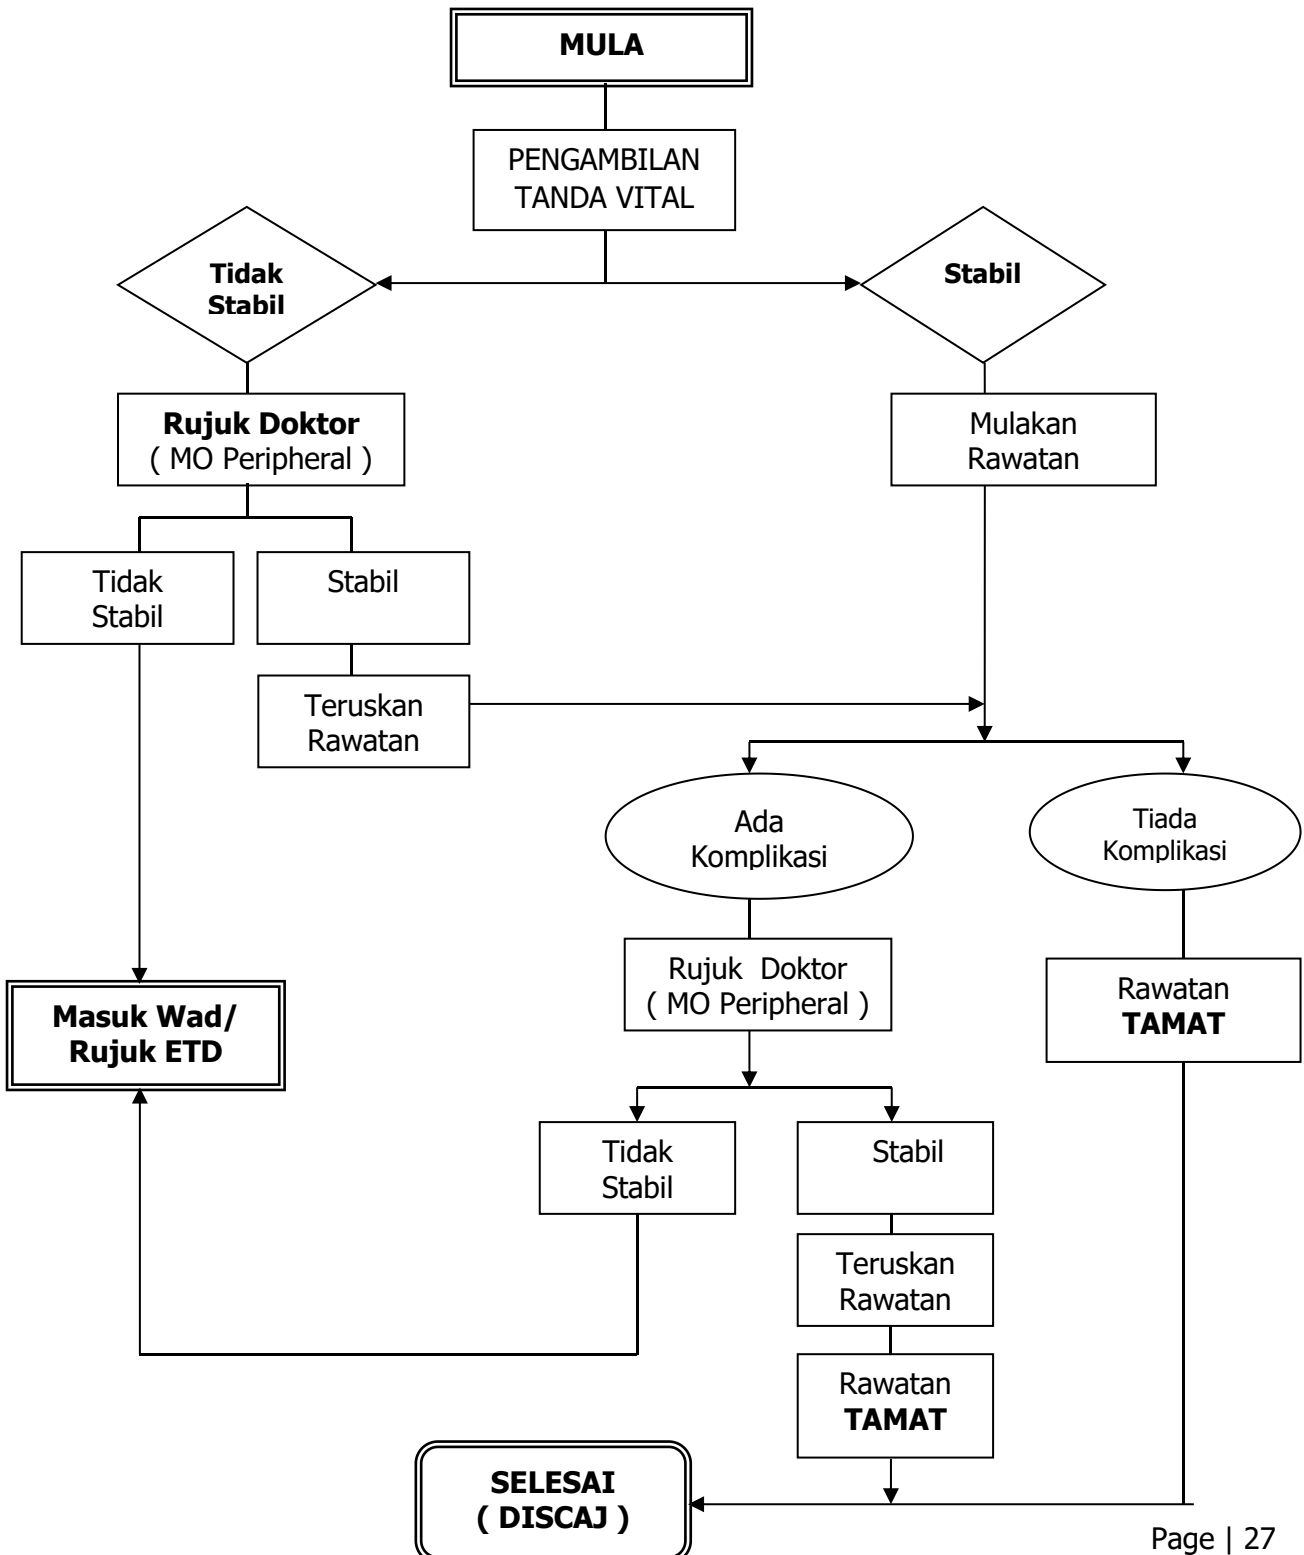 MULA
PENGAMBILAN
TANDA VITAL
Tidak
Stabil
Stabil
Rujuk Doktor
( MO Peripheral )
Mulakan
Rawatan
Tidak
Stabil
Stabil
Teruskan
Rawatan
Ada
Komplikasi
Tiada
Komplikasi
Rujuk Doktor
( MO Peripheral )
Rawatan
TAMAT
Masuk Wad/
Rujuk ETD
Tidak
Stabil
Stabil
Teruskan
Rawatan
Rawatan
TAMAT
SELESAI
( DISCAJ )
Page | 27